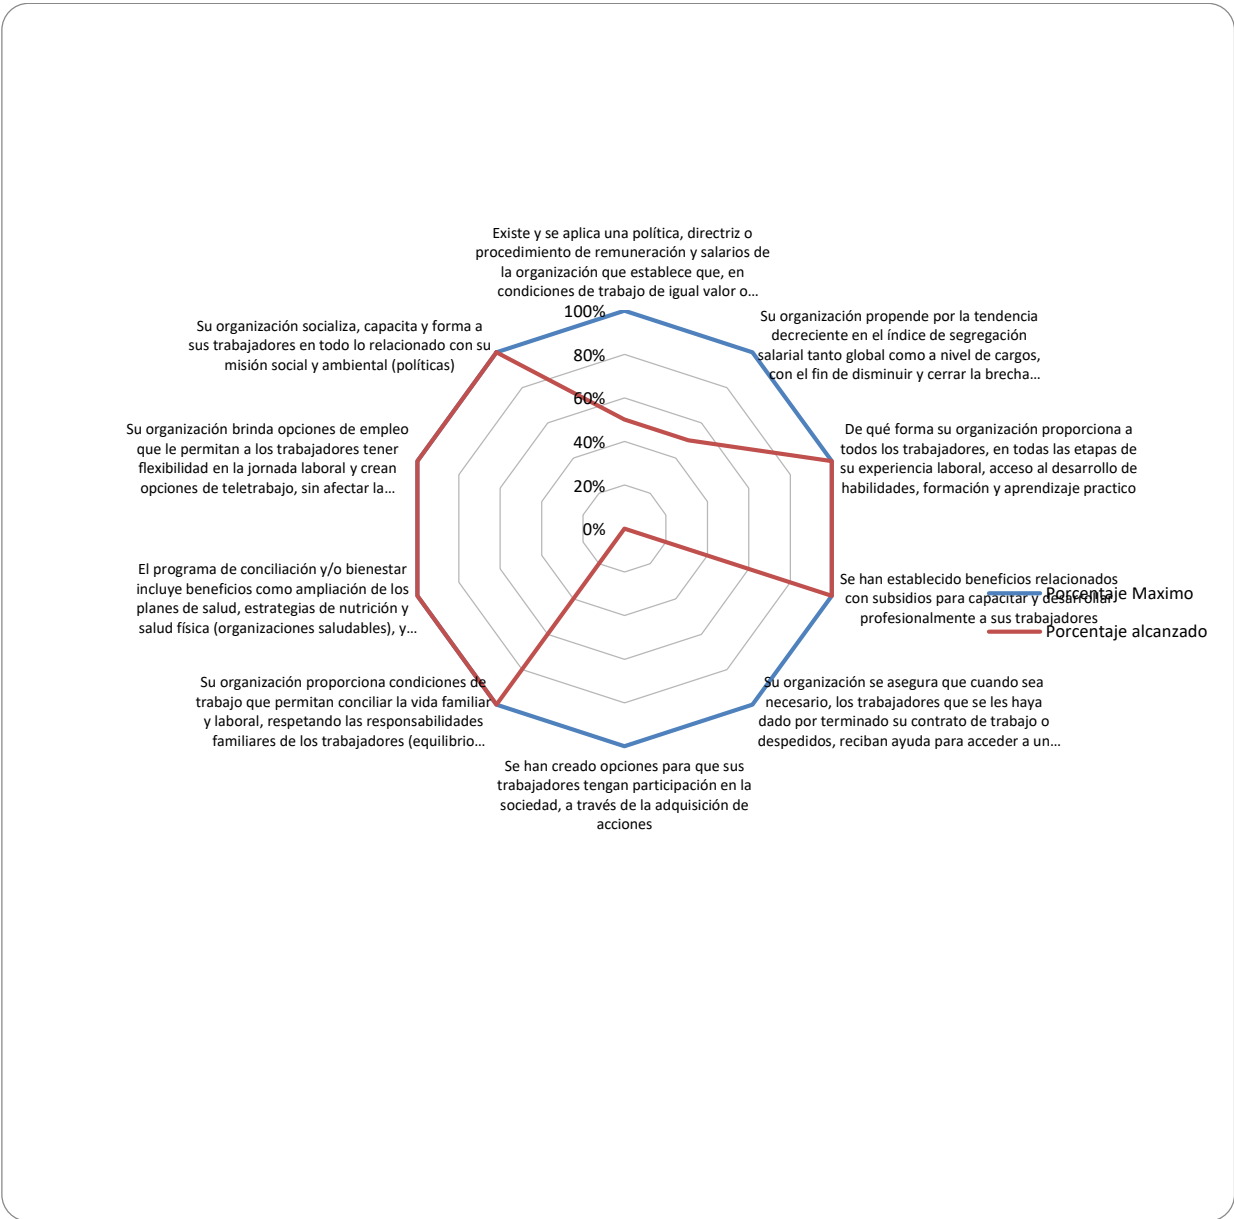 Existe y se aplica una política, directriz o
procedimiento de remuneración y salarios de
la organización que establece que, en
condiciones de trabajo de igual valor o…
Su organización propende por la tendencia
decreciente en el índice de segregación
salarial tanto global como a nivel de cargos,
con el fin de disminuir y cerrar la brecha…
De qué forma su organización proporciona a
todos los trabajadores, en todas las etapas de
su experiencia laboral, acceso al desarrollo de
habilidades, formación y aprendizaje practico
Se han establecido beneficios relacionados
con subsidios para capacitar y desarrollar
profesionalmente a sus trabajadores
Su organización se asegura que cuando sea
necesario, los trabajadores que se les haya
dado por terminado su contrato de trabajo o
despedidos, reciban ayuda para acceder a un…
Se han creado opciones para que sus
trabajadores tengan participación en la
sociedad, a través de la adquisición de
acciones
Su organización proporciona condiciones de
trabajo que permitan conciliar la vida familiar
y laboral, respetando las responsabilidades
familiares de los trabajadores (equilibrio…
El programa de conciliación y/o bienestar
incluye beneficios como ampliación de los
planes de salud, estrategias de nutrición y
salud física (organizaciones saludables), y…
Su organización brinda opciones de empleo
que le permitan a los trabajadores tener
flexibilidad en la jornada laboral y crean
opciones de teletrabajo, sin afectar la…
Su organización socializa, capacita y forma a
sus trabajadores en todo lo relacionado con su
misión social y ambiental (políticas)
100%
80%
60%
40%
20%
0%
Porcentaje Maximo
Porcentaje alcanzado